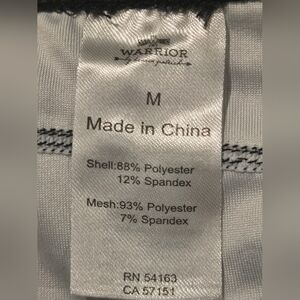 WARRIOR
M
Made in China
Shell:88% Polyester
12% Spandex
Mesh:93% Polyester
7% Spandex
RN 54163
CA 57151